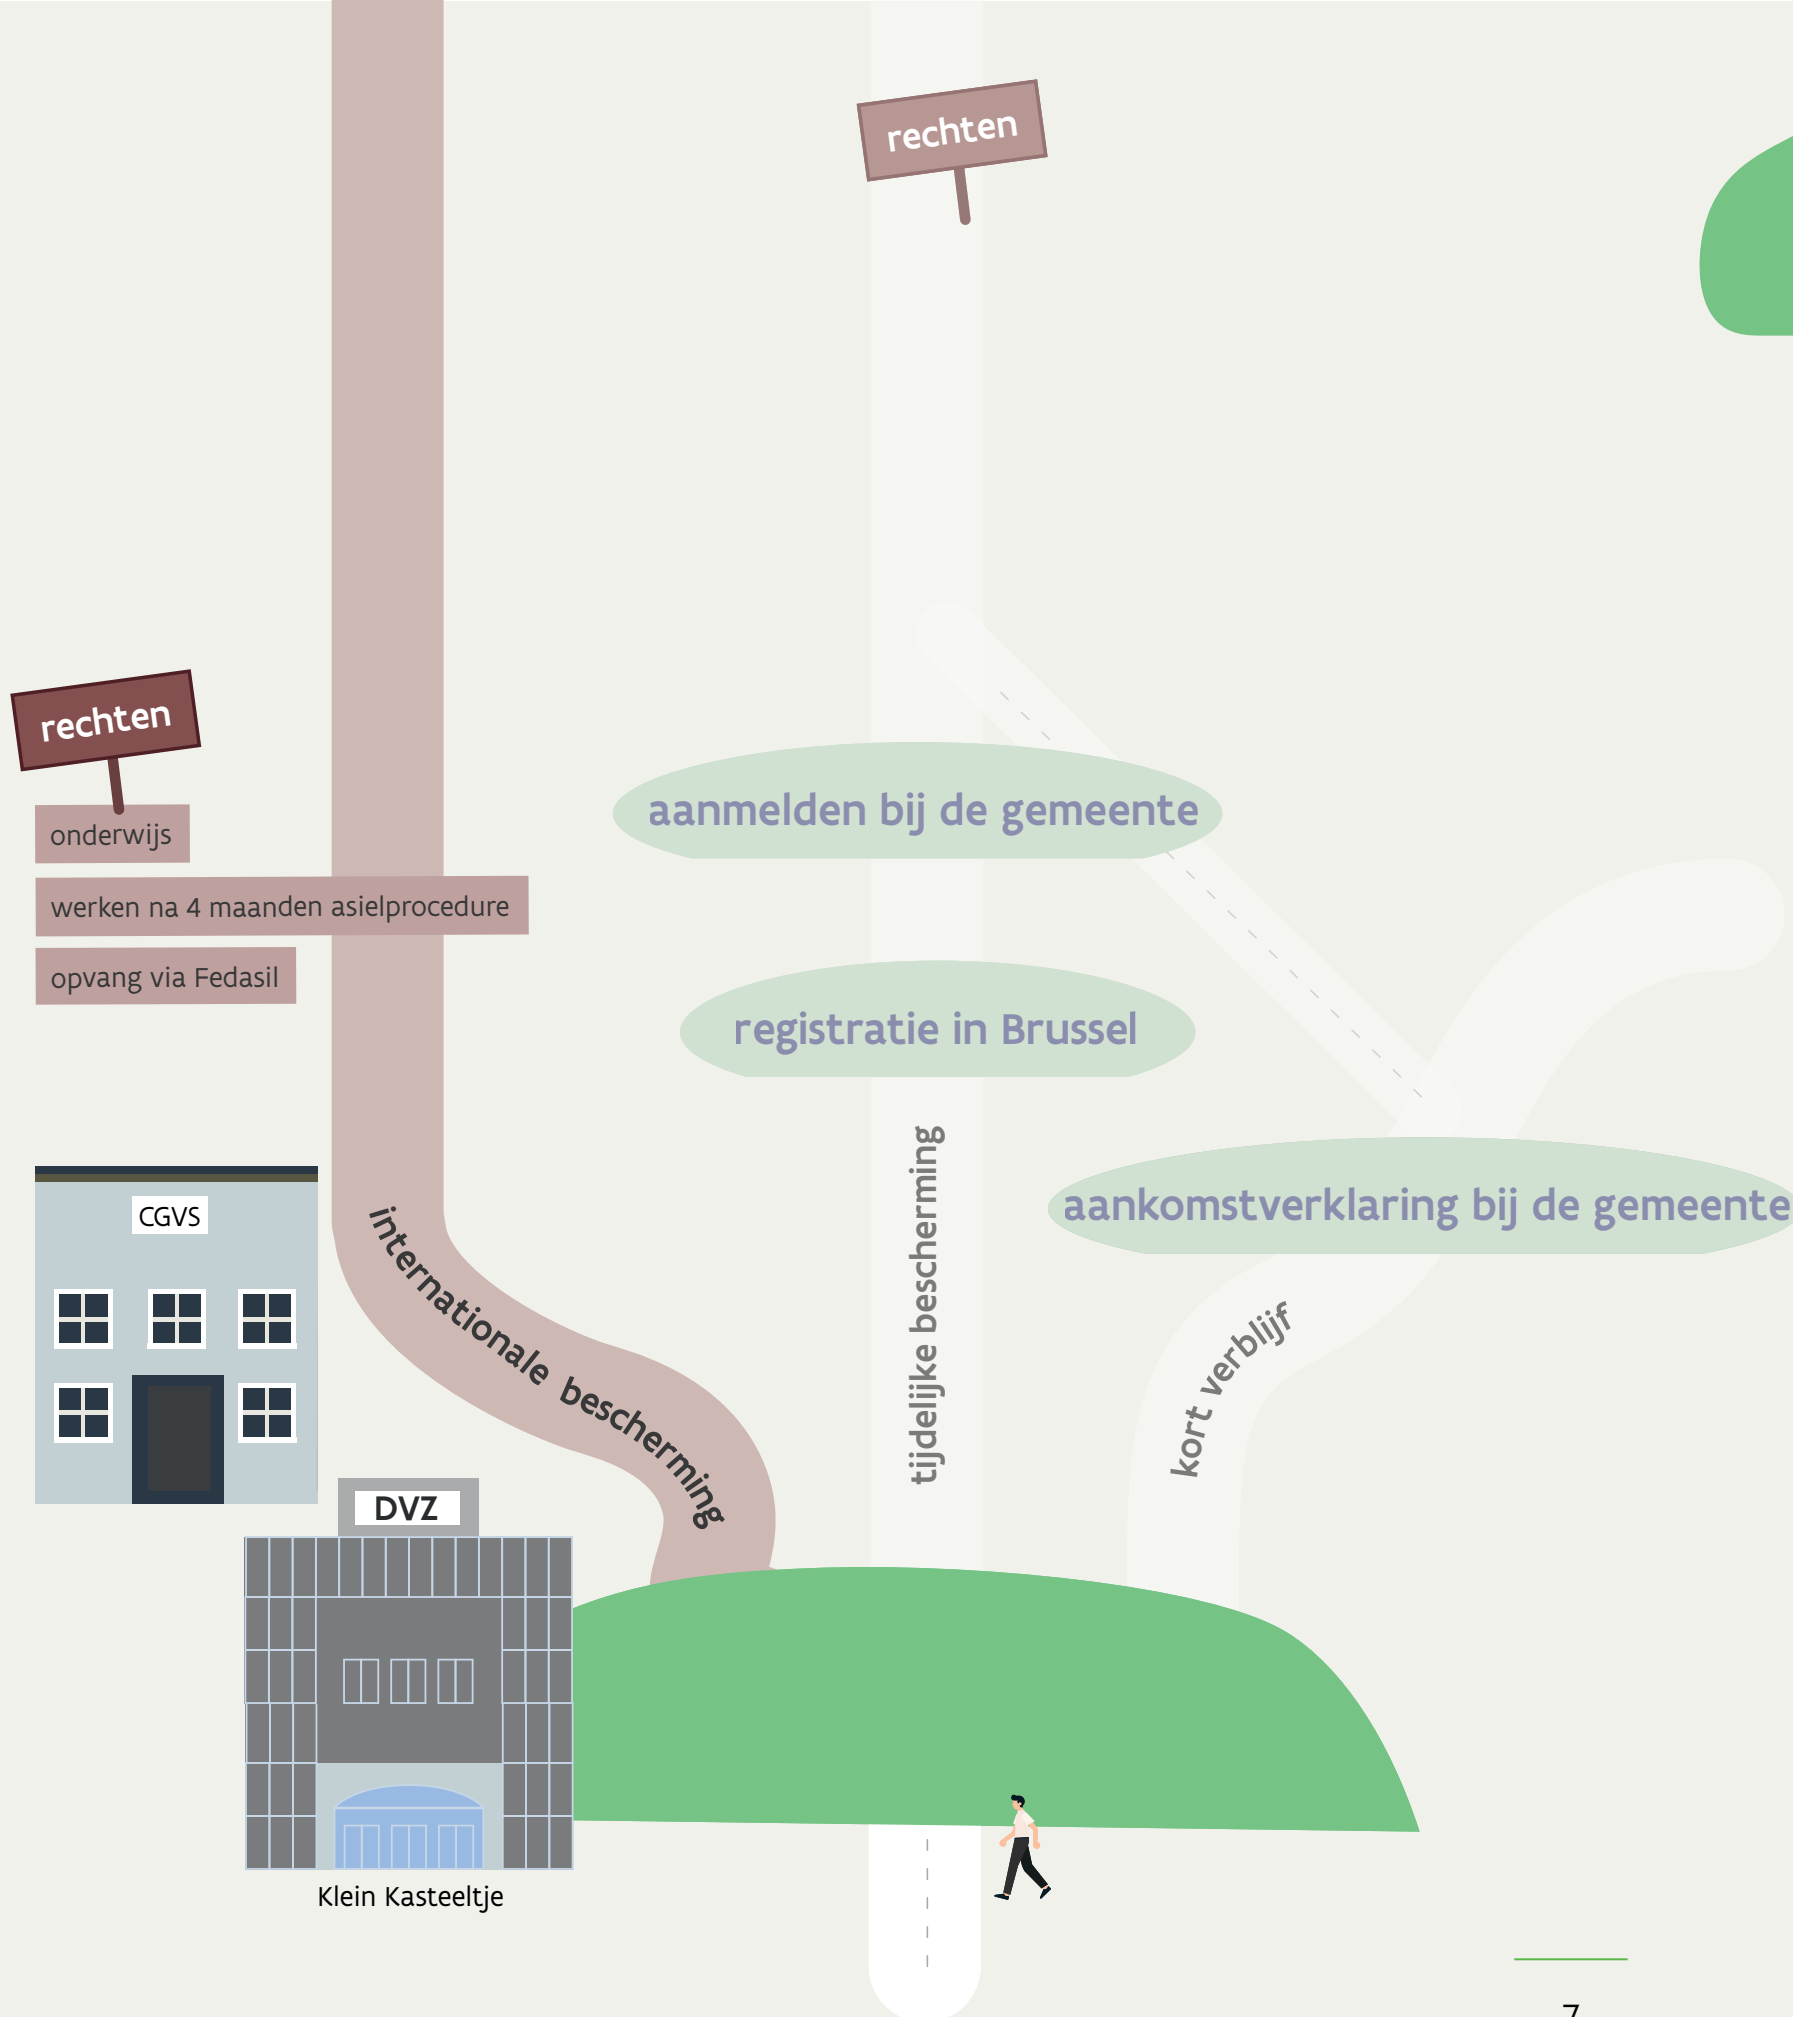 rechten
rechten
onderwijs
werken na 4 maanden asielprocedure
opvang via Fedasil
aanmelden bij de gemeente
registratie in Brussel
aankomstverklaring bij de gemeente
CGVS
internationale bescherming
tijdelijke bescherming
kort verblijf
DVZ
Klein Kasteeltje
7